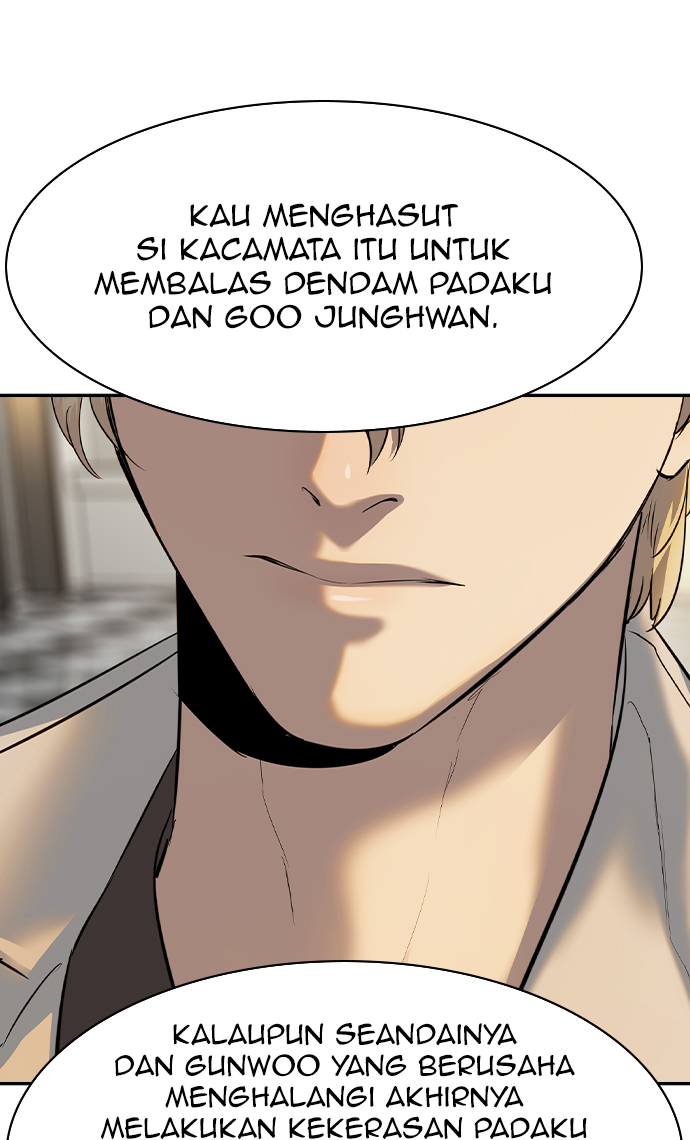 KAU MENGHASUT
SI KACAMATA ITU UNTUK
MEMBALAS DENDAM PADAKU
DAN GOO JUNGHWAN.
KALAUPUN SEANDAINYA
DAN GUNWOO YANG BERUSAHA
MENGHALANGI AKHIRNYA
MELAKUKAN KEKERASAN PADAKU